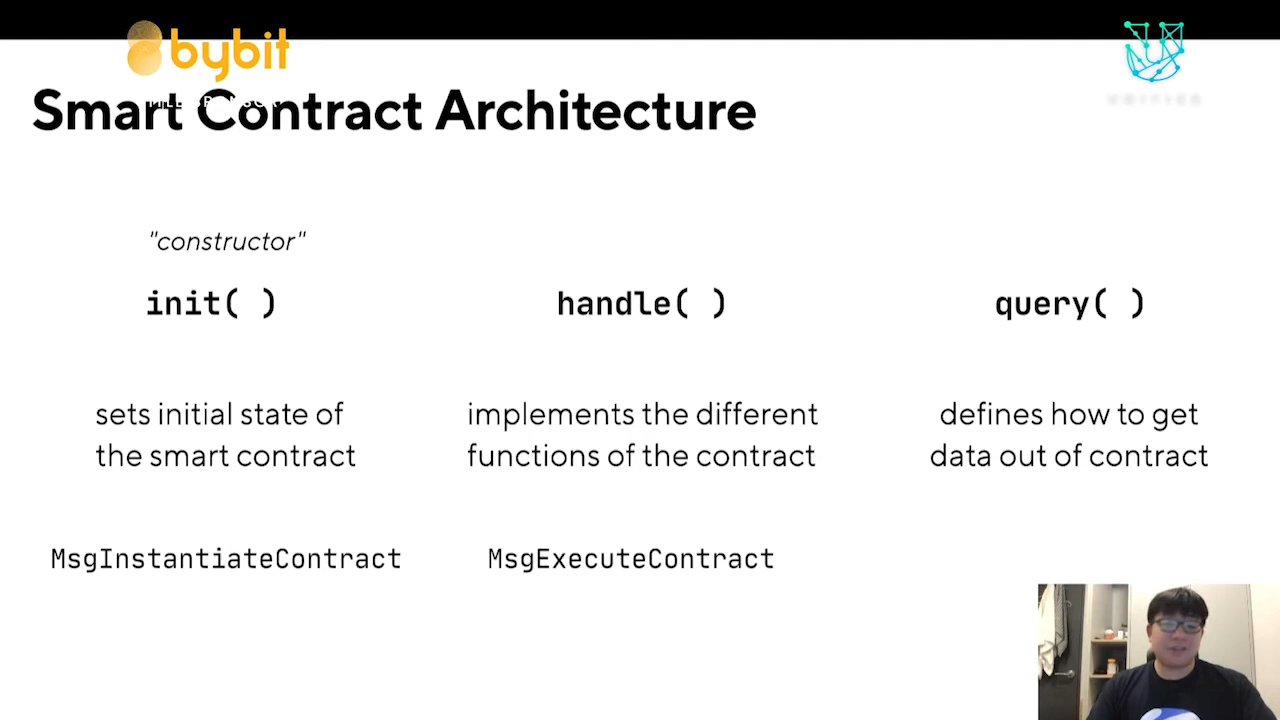 bybit
Smart Contract Architecture
"constructor"
init( )
handle( )
query( )
sets initial state of
the smart contract
implements the different
functions of the contract
defines how to get
data out of contract
MsgInstantiateContract
MsgExecuteContract